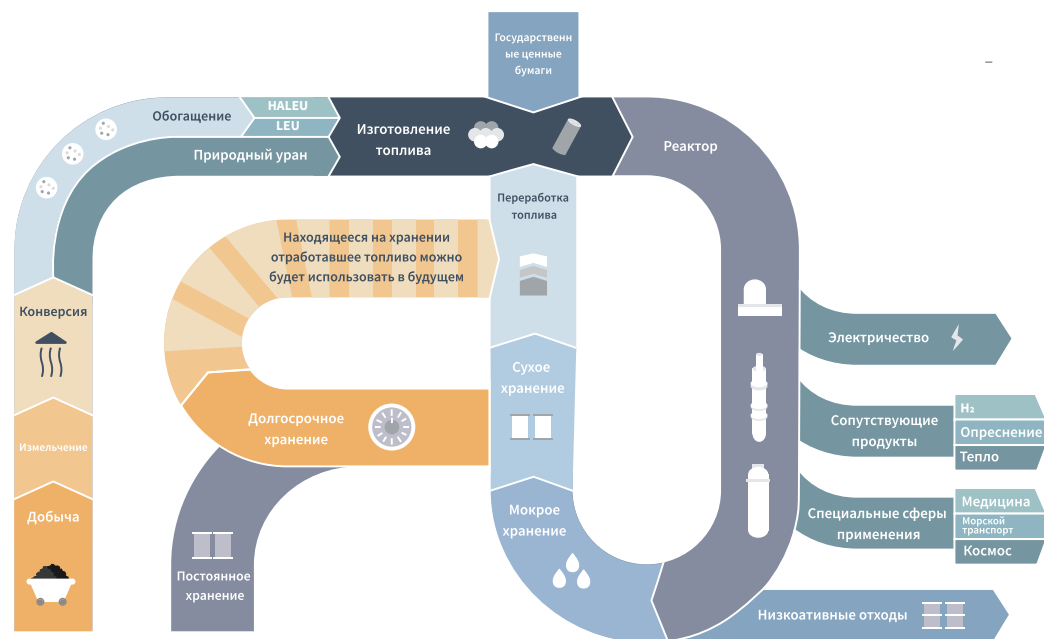 Государственн
ые ценные
бумаги
Обогащение
HALEU
LEU
Природный уран
Изготовление
топлива
Реактор
Переработка
топлива
Находящееся на хранении
отработавшее топливо можно
будет использовать в будущем
Конверсия
Измельчение
Добыча
Сухое
хранение
Долгосрочное
хранение
Мокрое
хранение
Постоянное
хранение
Электричество
Сопутствующие
продукты
H₂
Опреснение
Тепло
Специальные сферы
применения
Медицина
Морской
транспорт
Космос
Низкоативные отходы